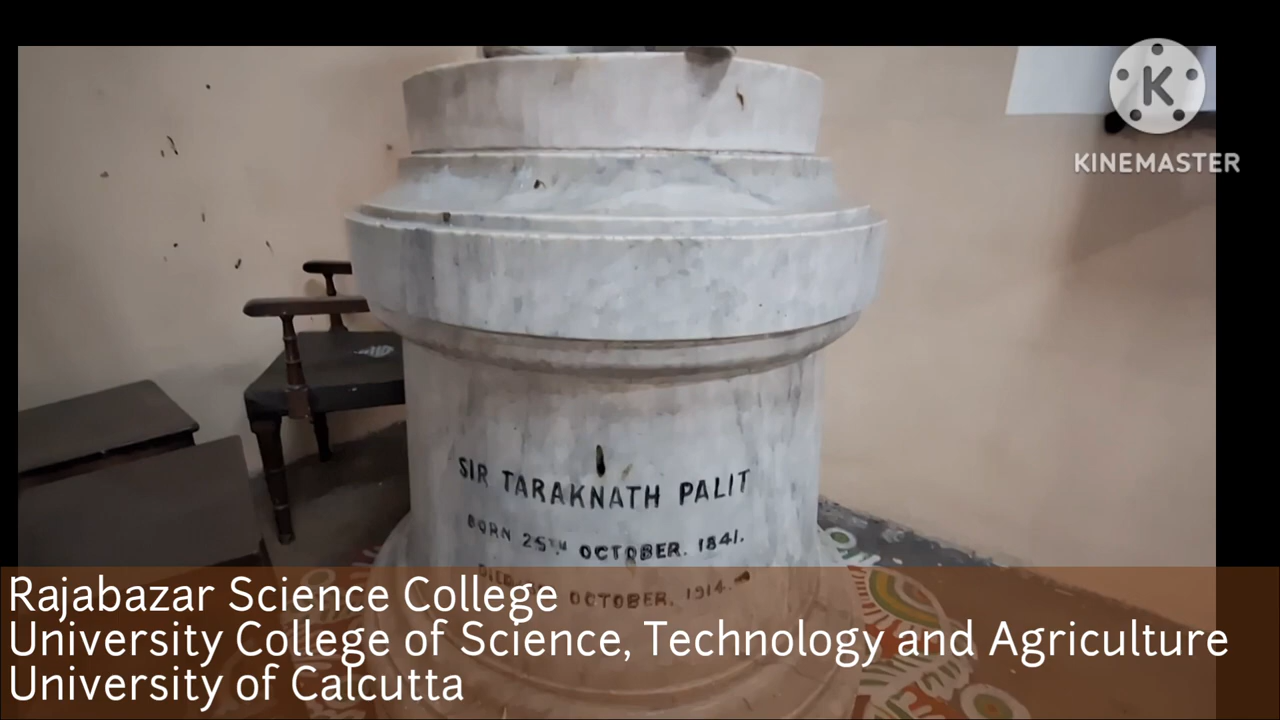 K
KINEMASTER
SIR TARAKNATH PALIT
BORN 25TH OCTOBER. 1841.
OCTOBER, 1914.
Rajabazar Science College
University College of Science, Technology and Agriculture
University of Calcutta